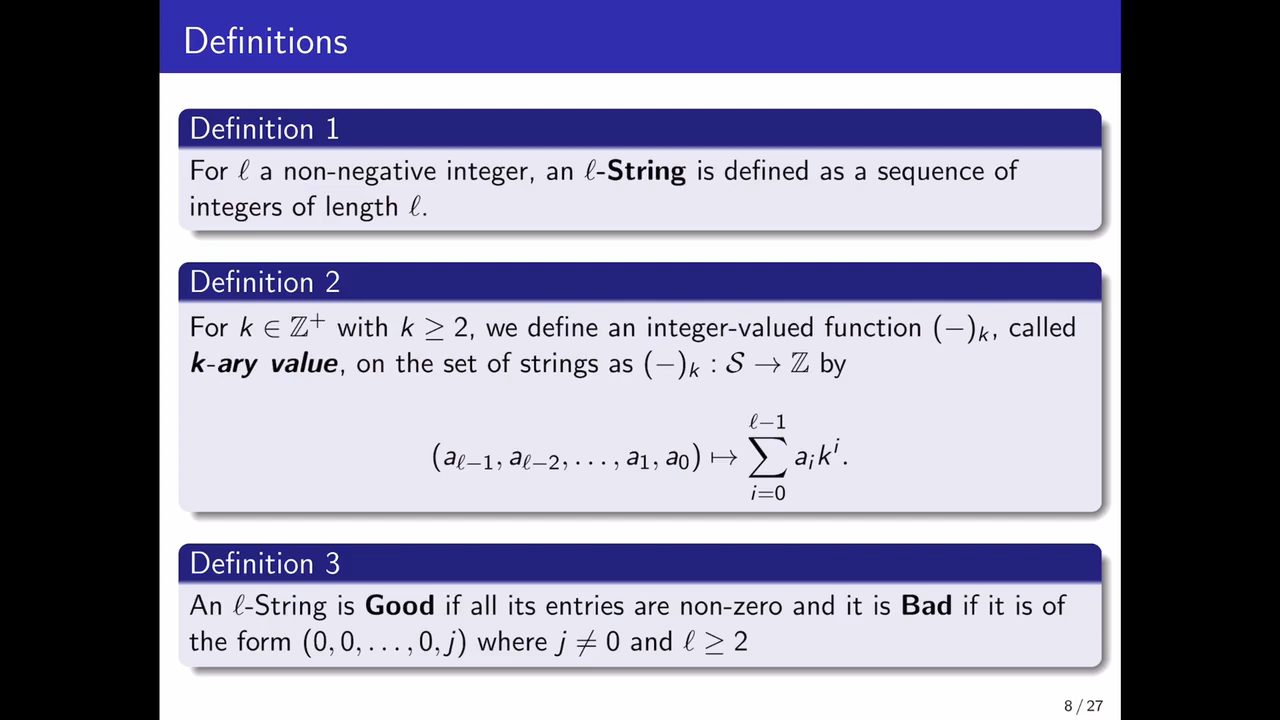 Definitions
Definition 1
For ℓ a non-negative integer, an ℓ-String is defined as a sequence of
integers of length ℓ.
Definition 2
For k ∈ ℤ⁺ with k ≥ 2, we define an integer-valued function (−)ₖ, called
k-ary value, on the set of strings as (−)ₖ : 𝒮 → ℤ by
(a_{ℓ−1}, a_{ℓ−2}, . . . , a₁, a₀) ↦ ∑_{i=0}^{ℓ−1} aᵢkⁱ.
Definition 3
An ℓ-String is Good if all its entries are non-zero and it is Bad if it is of
the form (0, 0, . . . , 0, j) where j ≠ 0 and ℓ ≥ 2
8 / 27